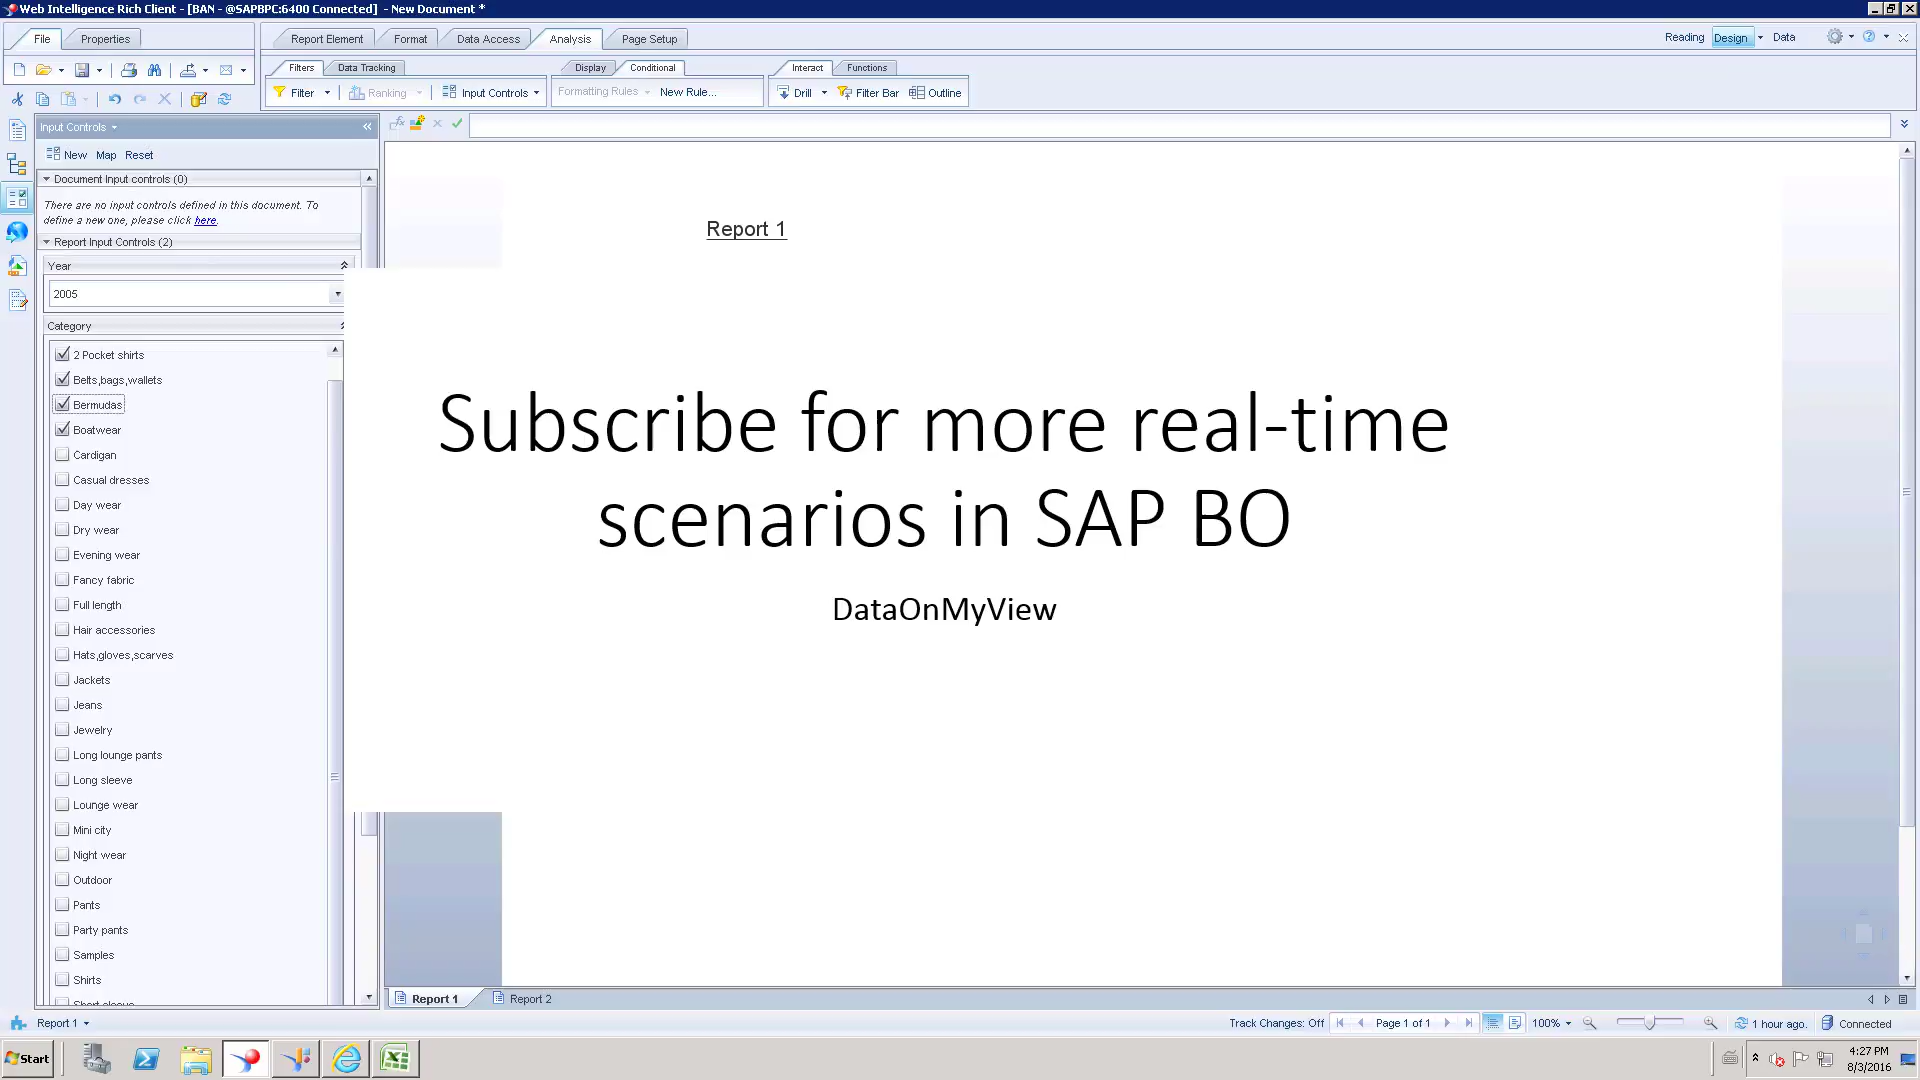 Web Intelligence Rich Client - [BAN - @SAPBPC:6400 Connected] - New Document *
File Properties Report Element Format Data Access Analysis Page Setup Reading Design Data
Filters Data Tracking Display Conditional Interact Functions
Filter Ranking Input Controls Formatting Rules New Rule... Drill Filter Bar Outline
Input Controls
New Map Reset
Document Input controls (0)
There are no input controls defined in this document. To
define a new one, please click here.
Report Input Controls (2)
Year
2005
Category
2 Pocket shirts
Belts,bags,wallets
Bermudas
Boatwear
Cardigan
Casual dresses
Day wear
Dry wear
Evening wear
Fancy fabric
Full length
Hair accessories
Hats,gloves,scarves
Jackets
Jeans
Jewelry
Long lounge pants
Long sleeve
Lounge wear
Mini city
Night wear
Outdoor
Pants
Party pants
Samples
Shirts
Report 1
Subscribe for more real-time
scenarios in SAP BO
DataOnMyView
Report 1 Report 2
Report 1 Track Changes: Off Page 1 of 1 100% 1 hour ago. Connected
Start 4:27 PM
8/3/2016